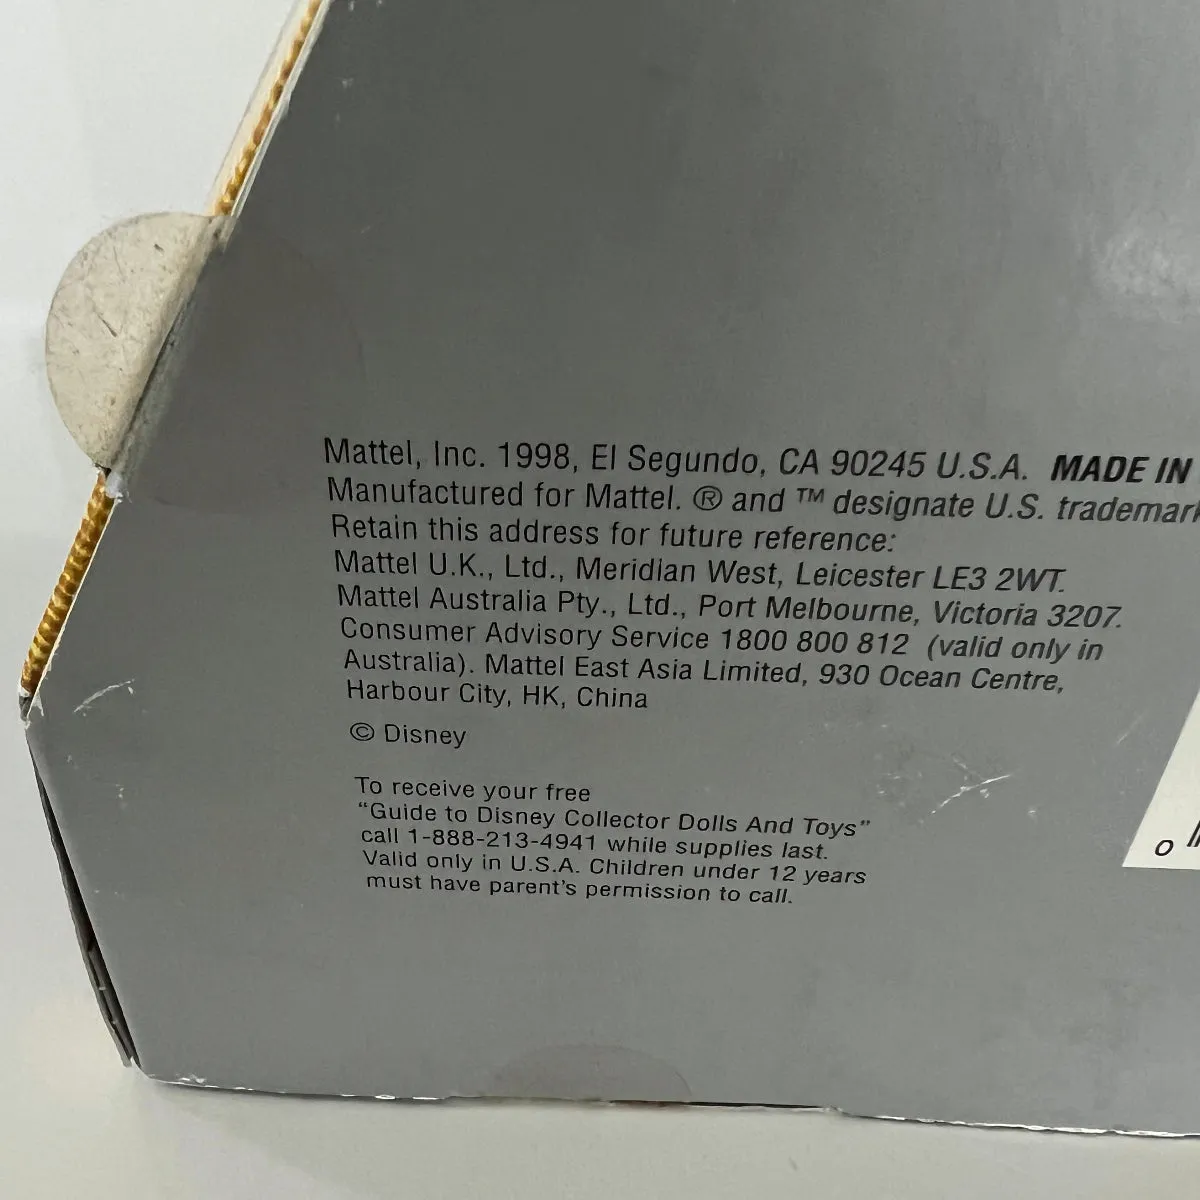 Mattel, Inc. 1998, El Segundo, CA 90245 U.S.A. MADE IN
Manufactured for Mattel. ® and ™ designate U.S. trademark
Retain this address for future reference:
Mattel U.K., Ltd., Meridian West, Leicester LE3 2WT.
Mattel Australia Pty., Ltd., Port Melbourne, Victoria 3207.
Consumer Advisory Service 1800 800 812 (valid only in
Australia). Mattel East Asia Limited, 930 Ocean Centre,
Harbour City, HK, China
© Disney
To receive your free
“Guide to Disney Collector Dolls And Toys”
call 1-888-213-4941 while supplies last.
Valid only in U.S.A. Children under 12 years
must have parent's permission to call.
0